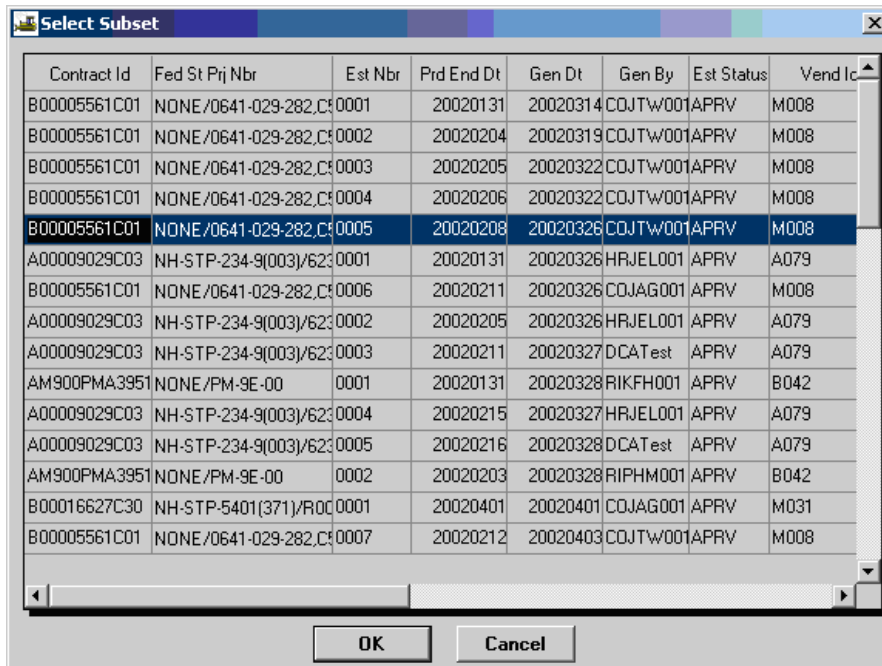 Select Subset
Contract Id Fed St Prj Nbr Est Nbr Prd End Dt Gen Dt Gen By Est Status Vend Id
B00005561C01 NONE/0641-029-282,C5 0001 20020131 20020314 COJTW001 APRV M008
B00005561C01 NONE/0641-029-282,C5 0002 20020204 20020319 COJTW001 APRV M008
B00005561C01 NONE/0641-029-282,C5 0003 20020205 20020322 COJTW001 APRV M008
B00005561C01 NONE/0641-029-282,C5 0004 20020206 20020322 COJTW001 APRV M008
B00005561C01 NONE/0641-029-282,C5 0005 20020208 20020326 COJTW001 APRV M008
A00009029C03 NH-STP-234-9(003)/623 0001 20020131 20020326 HRJEL001 APRV A079
B00005561C01 NONE/0641-029-282,C5 0006 20020211 20020326 COJAG001 APRV M008
A00009029C03 NH-STP-234-9(003)/623 0002 20020205 20020326 HRJEL001 APRV A079
A00009029C03 NH-STP-234-9(003)/623 0003 20020211 20020327 DCATest APRV A079
AM900PMA3951 NONE/PM-9E-00 0001 20020131 20020328 RIKFH001 APRV B042
A00009029C03 NH-STP-234-9(003)/623 0004 20020215 20020327 HRJEL001 APRV A079
A00009029C03 NH-STP-234-9(003)/623 0005 20020216 20020328 DCATest APRV A079
AM900PMA3951 NONE/PM-9E-00 0002 20020203 20020328 RIPHM001 APRV B042
B00016627C30 NH-STP-5401(371)/R00 0001 20020401 20020401 COJAG001 APRV M031
B00005561C01 NONE/0641-029-282,C5 0007 20020212 20020403 COJTW001 APRV M008
OK Cancel